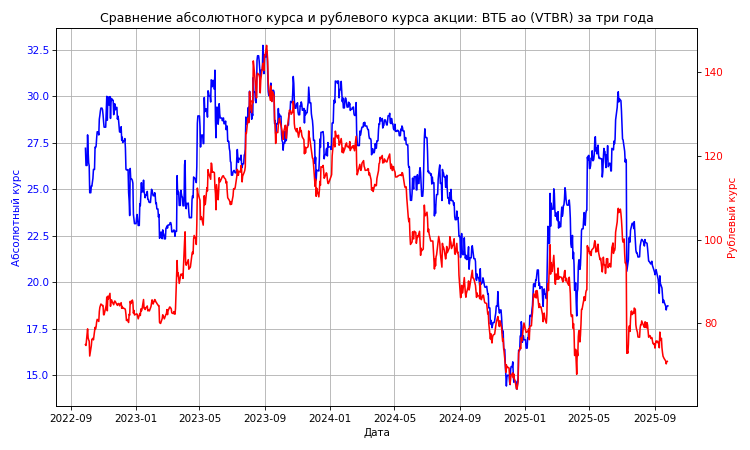 Сравнение абсолютного курса и рублевого курса акции: ВТБ ао (VTBR) за три года
32.5
30.0
27.5
25.0
22.5
20.0
17.5
15.0
Абсолютный курс
140
120
100
80
Рублевый курс
2022-09 2023-01 2023-05 2023-09 2024-01 2024-05 2024-09 2025-01 2025-05 2025-09
Дата